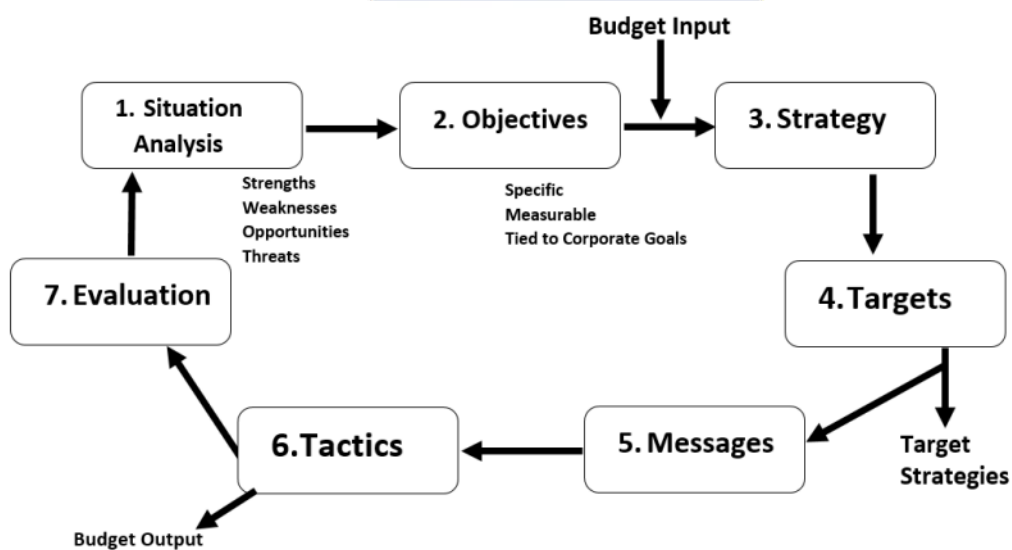 Budget Input
1. Situation
Analysis
2. Objectives
3. Strategy
Strengths
Weaknesses
Opportunities
Threats
Specific
Measurable
Tied to Corporate Goals
7. Evaluation
4. Targets
6.Tactics
5. Messages
Target
Strategies
Budget Output